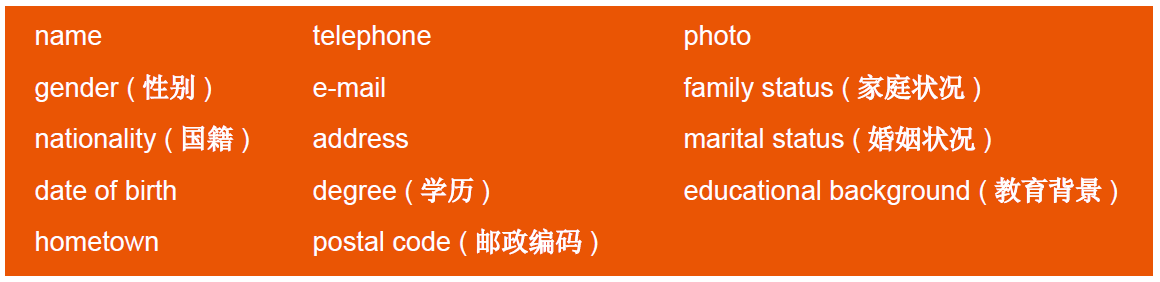 name telephone photo
gender ( 性别 ) e-mail family status ( 家庭状况 )
nationality ( 国籍 ) address marital status ( 婚姻状况 )
date of birth degree ( 学历 ) educational background ( 教育背景 )
hometown postal code ( 邮政编码 )